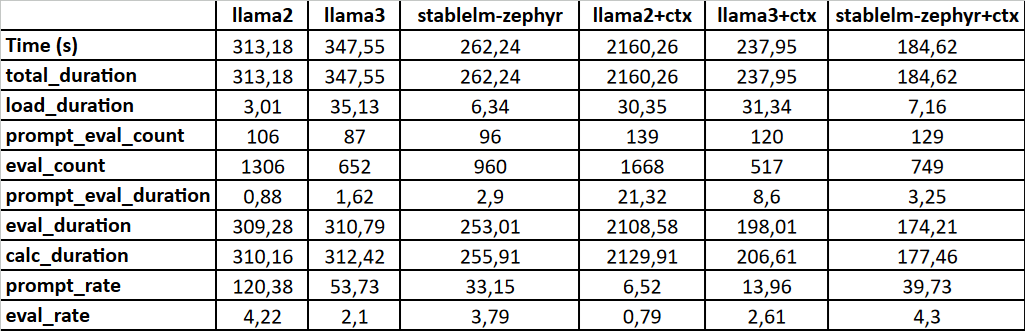 llama2 llama3 stablelm-zephyr llama2+ctx llama3+ctx stablelm-zephyr+ctx
Time (s) 313,18 347,55 262,24 2160,26 237,95 184,62
total_duration 313,18 347,55 262,24 2160,26 237,95 184,62
load_duration 3,01 35,13 6,34 30,35 31,34 7,16
prompt_eval_count 106 87 96 139 120 129
eval_count 1306 652 960 1668 517 749
prompt_eval_duration 0,88 1,62 2,9 21,32 8,6 3,25
eval_duration 309,28 310,79 253,01 2108,58 198,01 174,21
calc_duration 310,16 312,42 255,91 2129,91 206,61 177,46
prompt_rate 120,38 53,73 33,15 6,52 13,96 39,73
eval_rate 4,22 2,1 3,79 0,79 2,61 4,3